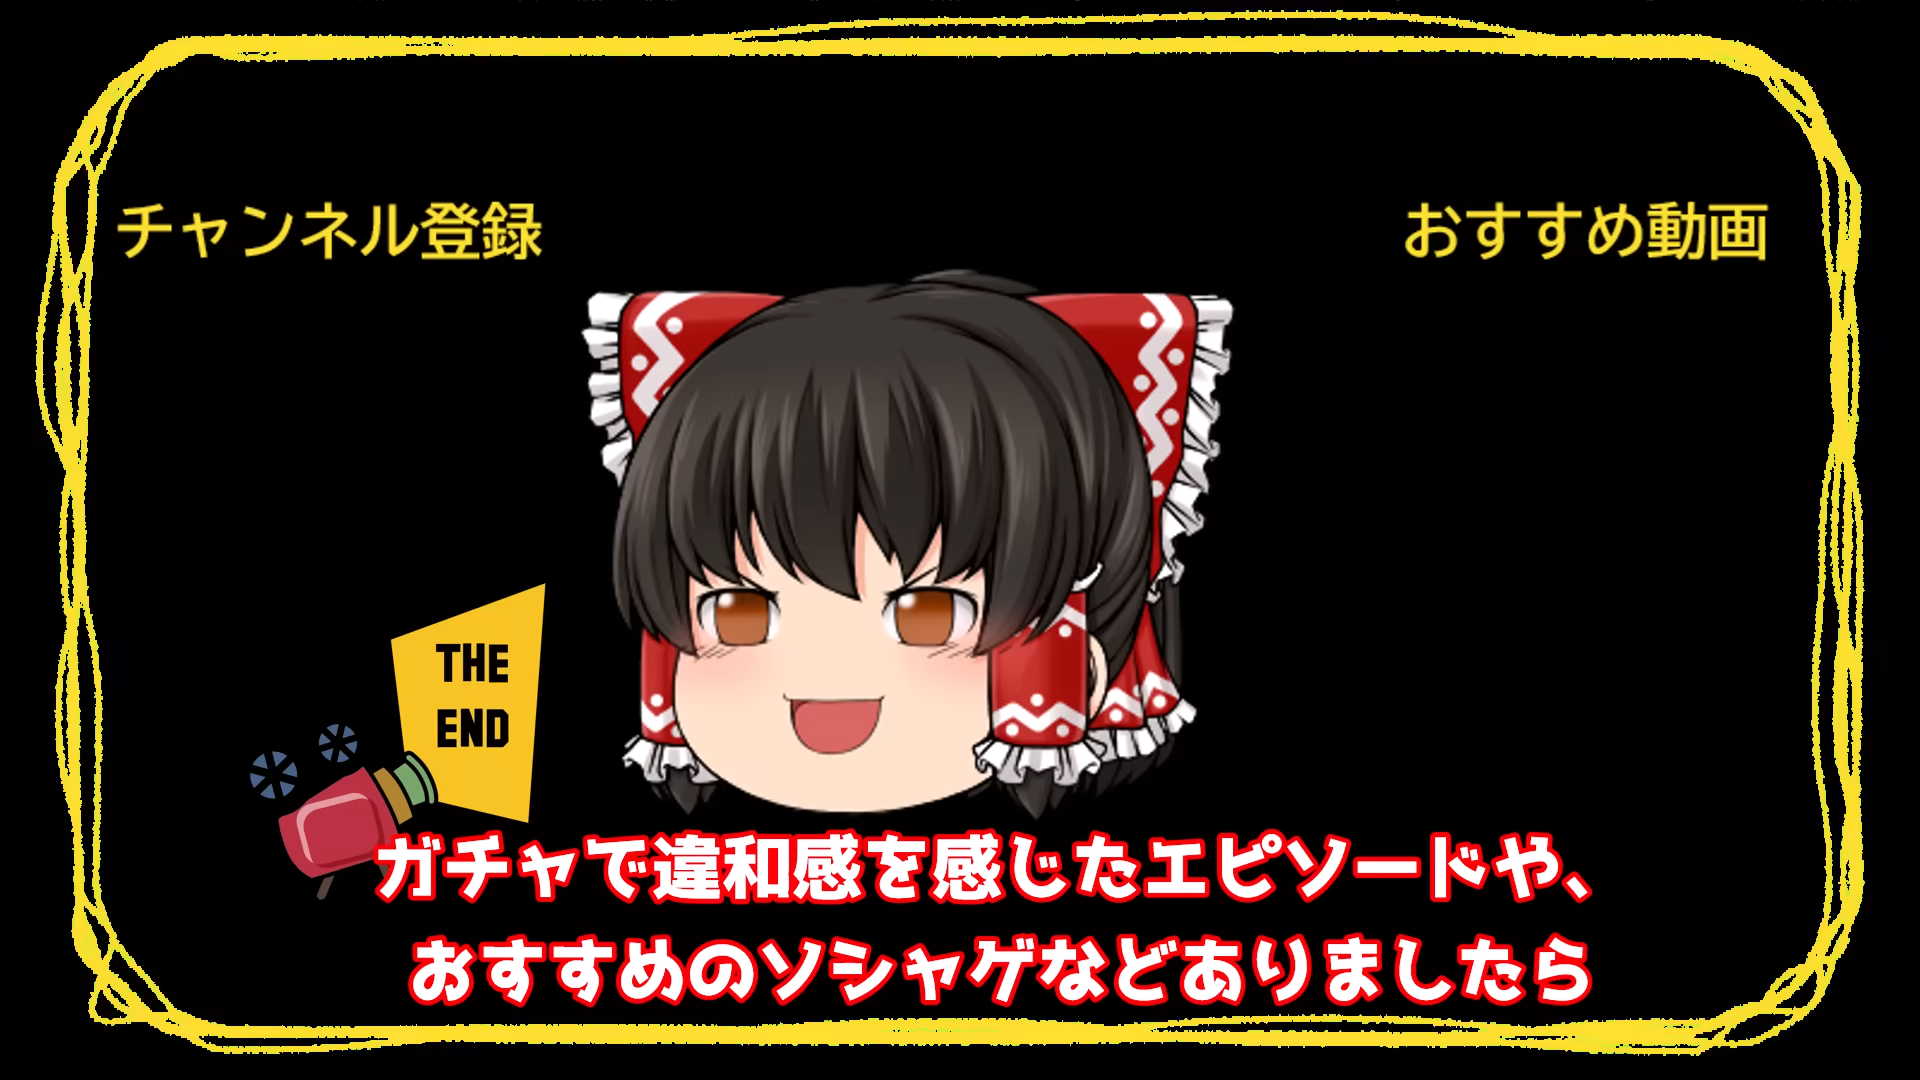 チャンネル登録
おすすめ動画
THE
END
ガチャで違和感を感じたエピソードや、
おすすめのソシャゲなどありましたら